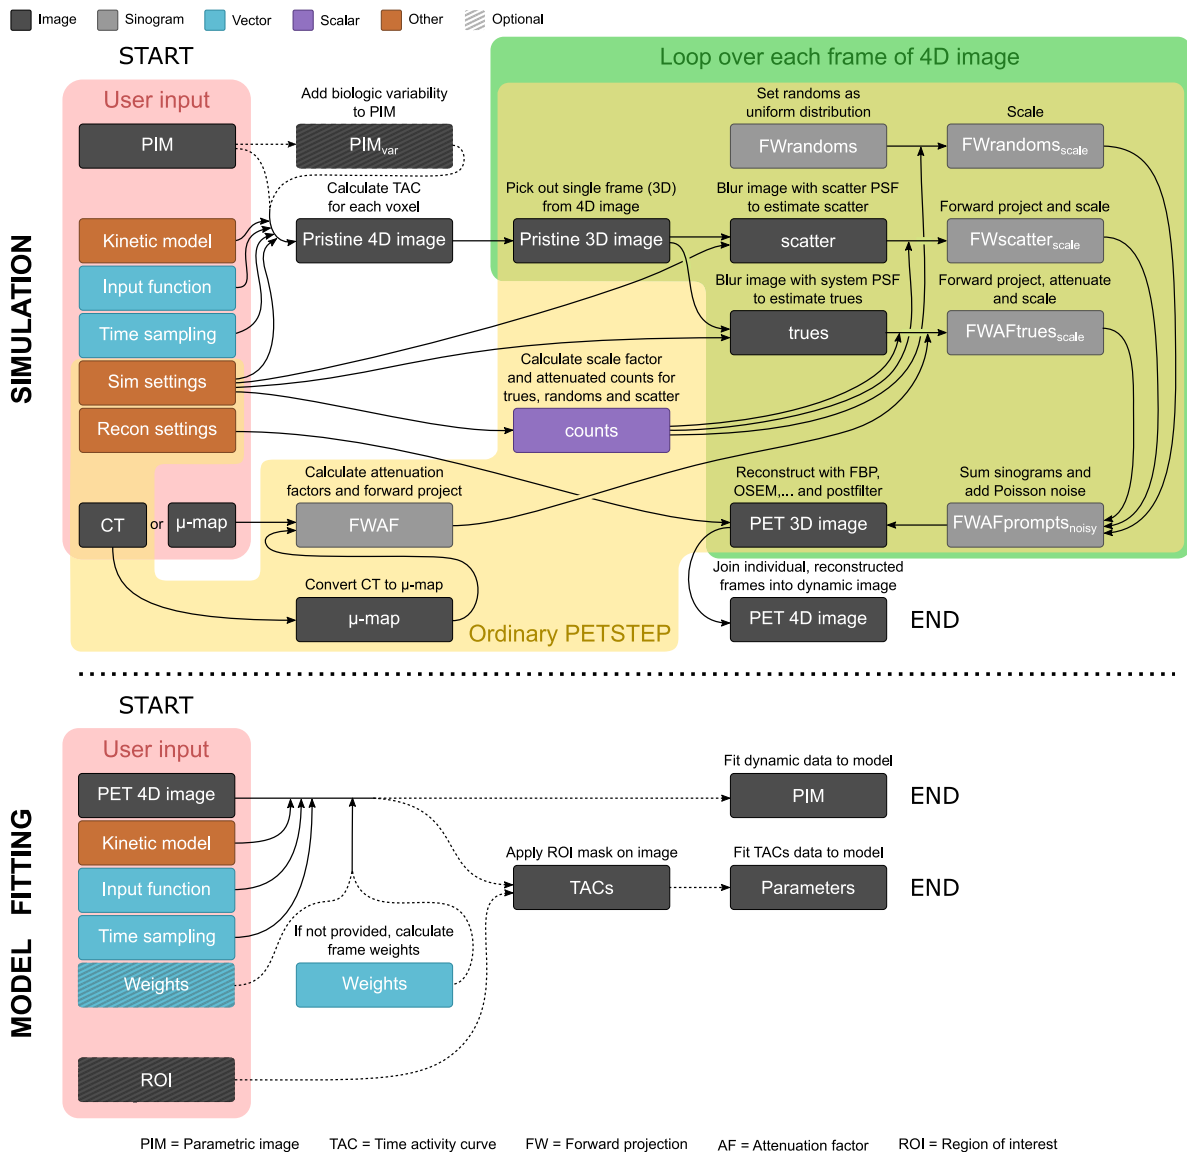 Image
Sinogram
Vector
Scalar
Other
Optional
START
Loop over each frame of 4D image
User input
Add biologic variability
to PIM
Set randoms as
uniform distribution
Scale
PIM
PIMvar
FWrandoms
FWrandomsscale
Calculate TAC
for each voxel
Pick out single frame (3D)
from 4D image
Blur image with scatter PSF
to estimate scatter
Forward project and scale
Kinetic model
Pristine 4D image
Pristine 3D image
scatter
FWscatterscale
Input function
Blur image with system PSF
to estimate trues
Forward project, attenuate
and scale
Time sampling
trues
FWAFtruesscale
SIMULATION
Sim settings
Calculate scale factor
and attenuated counts for
trues, randoms and scatter
Recon settings
counts
Calculate attenuation
factors and forward project
Reconstruct with FBP,
OSEM,... and postfilter
Sum sinograms and
add Poisson noise
CT
or
μ-map
FWAF
PET 3D image
FWAFpromptsnoisy
Convert CT to μ-map
Join individual, reconstructed
frames into dynamic image
μ-map
Ordinary PETSTEP
PET 4D image
END
START
User input
Fit dynamic data to model
PET 4D image
PIM
END
Kinetic model
Apply ROI mask on image
Fit TACs data to model
Input function
TACs
Parameters
END
MODEL FITTING
Time sampling
If not provided, calculate
frame weights
Weights
Weights
ROI
PIM = Parametric image
TAC = Time activity curve
FW = Forward projection
AF = Attenuation factor
ROI = Region of interest